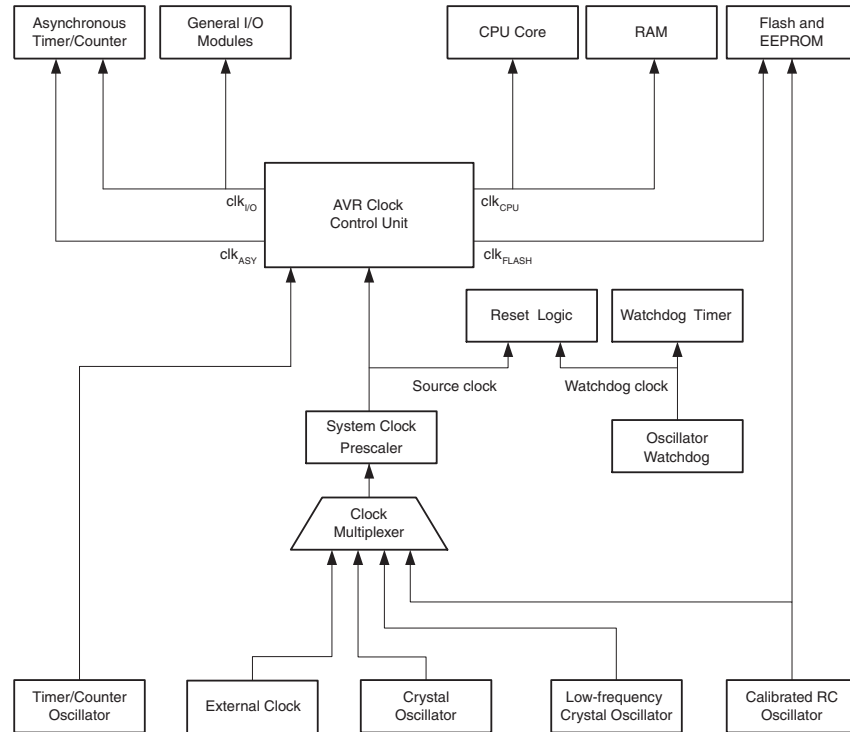 Asynchronous
Timer/Counter
General I/O
Modules
CPU Core
RAM
Flash and
EEPROM
clkI/O
AVR Clock
Control Unit
clkCPU
clkASY
clkFLASH
Reset Logic
Watchdog Timer
Source clock
Watchdog clock
System Clock
Prescaler
Oscillator
Watchdog
Clock
Multiplexer
Timer/Counter
Oscillator
External Clock
Crystal
Oscillator
Low-frequency
Crystal Oscillator
Calibrated RC
Oscillator